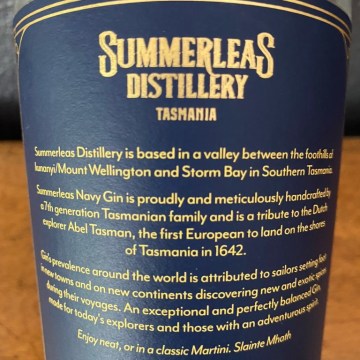 SUMMERLEAS
DISTILLERY
TASMANIA
Summerleas Distillery is based in a valley between the foothills of
kunanyi/Mount Wellington and Storm Bay in Southern Tasmania.
Summerleas Navy Gin is proudly and meticulously handcrafted by
a 7th generation Tasmanian family and is a tribute to the Dutch
explorer Abel Tasman, the first European to land on the shores
of Tasmania in 1642.
Gin's prevalence around the world is attributed to sailors setting foot
in new towns and on new continents discovering new and exotic spices
during their voyages. An exceptional and perfectly balanced Gin,
made for today's explorers and those with an adventurous spirit.
Enjoy neat, or in a classic Martini. Slainte Mhath